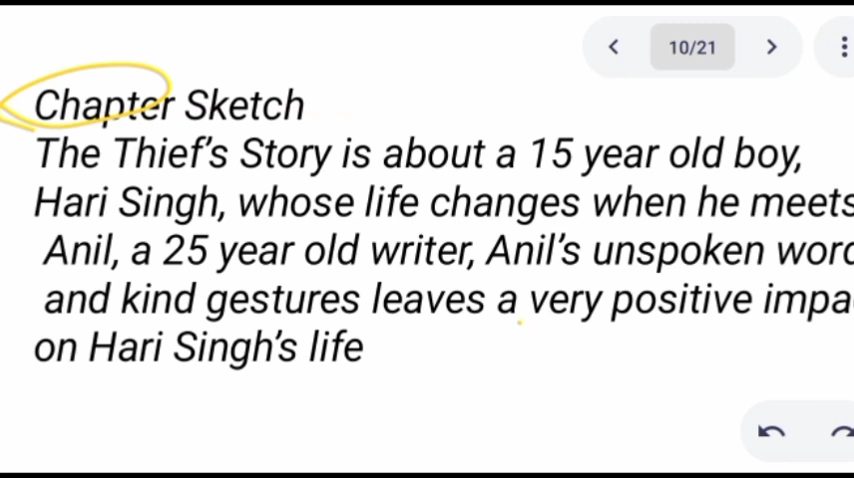 10/21
Chapter Sketch
The Thief's Story is about a 15 year old boy,
Hari Singh, whose life changes when he meets
Anil, a 25 year old writer, Anil's unspoken
and kind gestures leaves a very positive
on Hari Singh's life